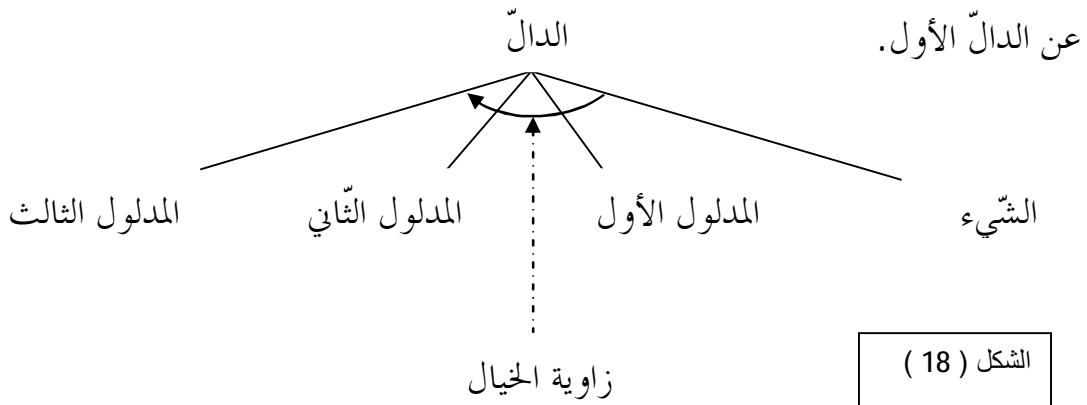 عن الدالّ الأول.
الدالّ
الشّيء المدلول الأول المدلول الثّاني المدلول الثالث
زاوية الخيال
الشكل ( 18 )